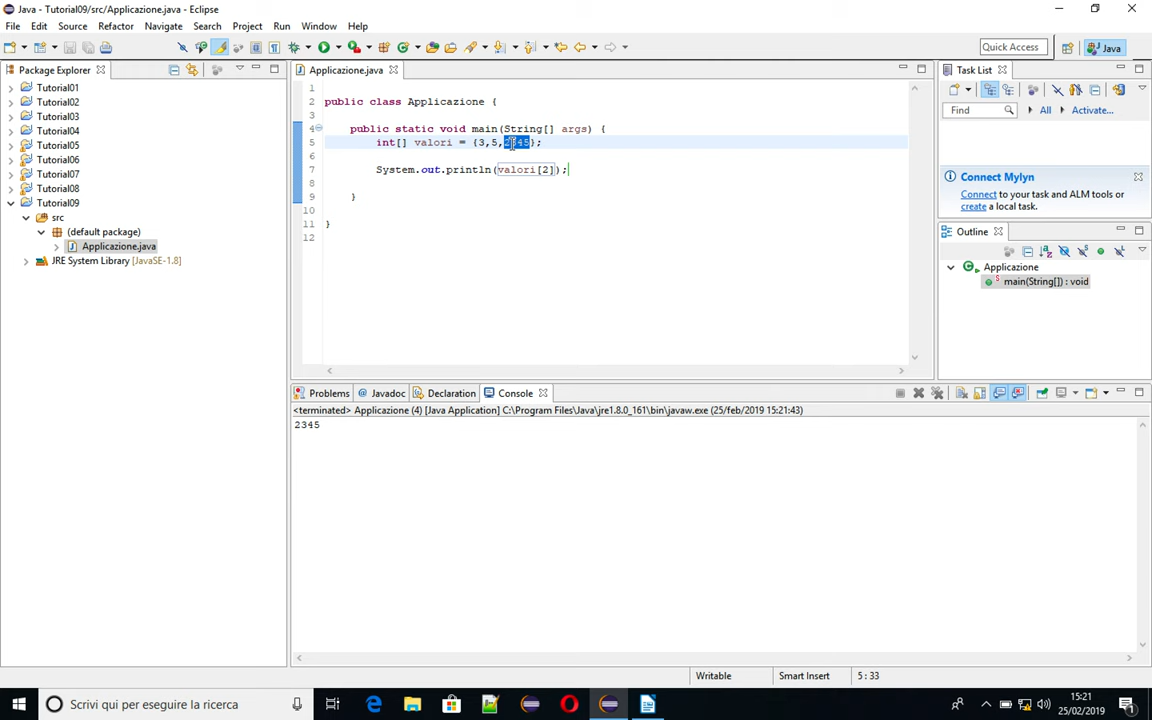 Java - Tutorial09/src/Applicazione.java - Eclipse
File Edit Source Refactor Navigate Search Project Run Window Help
Quick Access
Java
Package Explorer
Tutorial01
Tutorial02
Tutorial03
Tutorial04
Tutorial05
Tutorial06
Tutorial07
Tutorial08
Tutorial09
src
(default package)
Applicazione.java
JRE System Library [JavaSE-1.8]
Applicazione.java
1
2 public class Applicazione {
3
4 public static void main(String[] args) {
5 int[] valori = {3,5,2345};
6
7 System.out.println(valori[2]);
8
9 }
10
11 }
12
Task List
Find All Activate...
Connect Mylyn
Connect to your task and ALM tools or
create a local task.
Outline
Applicazione
main(String[]) : void
Problems Javadoc Declaration Console
<terminated> Applicazione (4) [Java Application] C:\Program Files\Java\jre1.8.0_161\bin\javaw.exe (25/feb/2019 15:21:43)
2345
Writable Smart Insert 5 : 33
Scrivi qui per eseguire la ricerca
15:21
25/02/2019
1